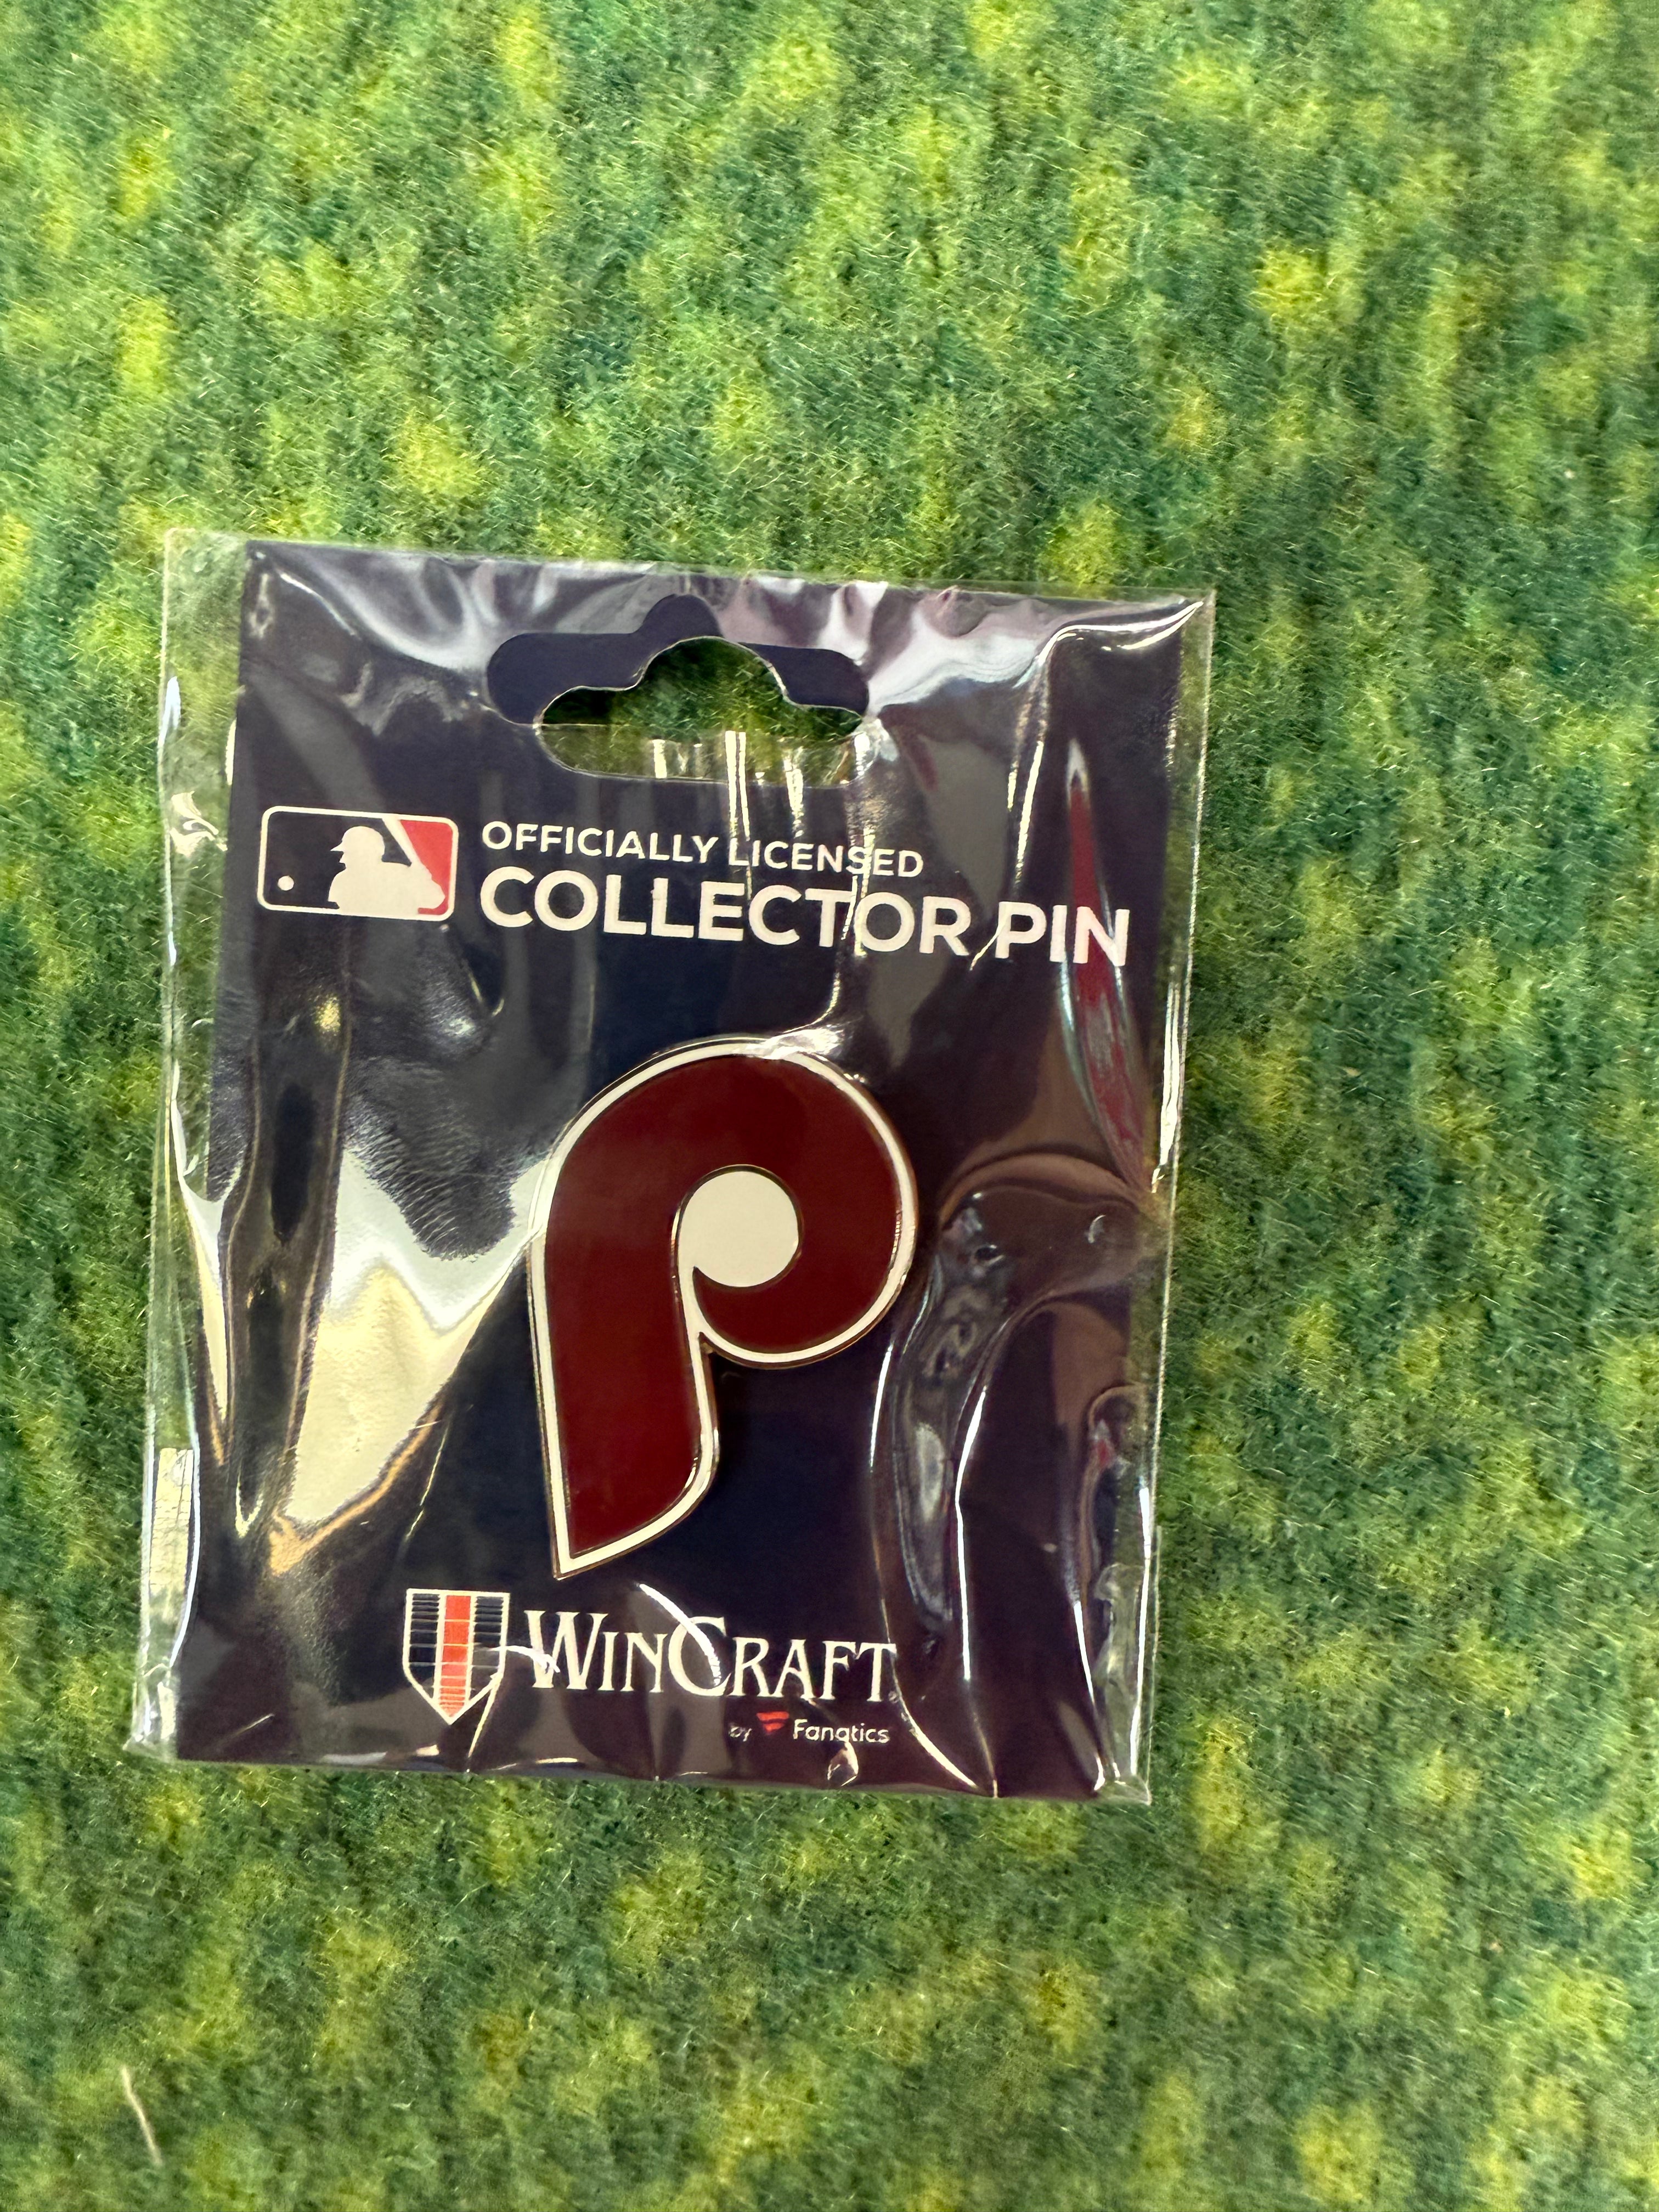 OFFICIALLY LICENSED
COLLECTOR PIN
P
WINCRAFT
by Fanatics